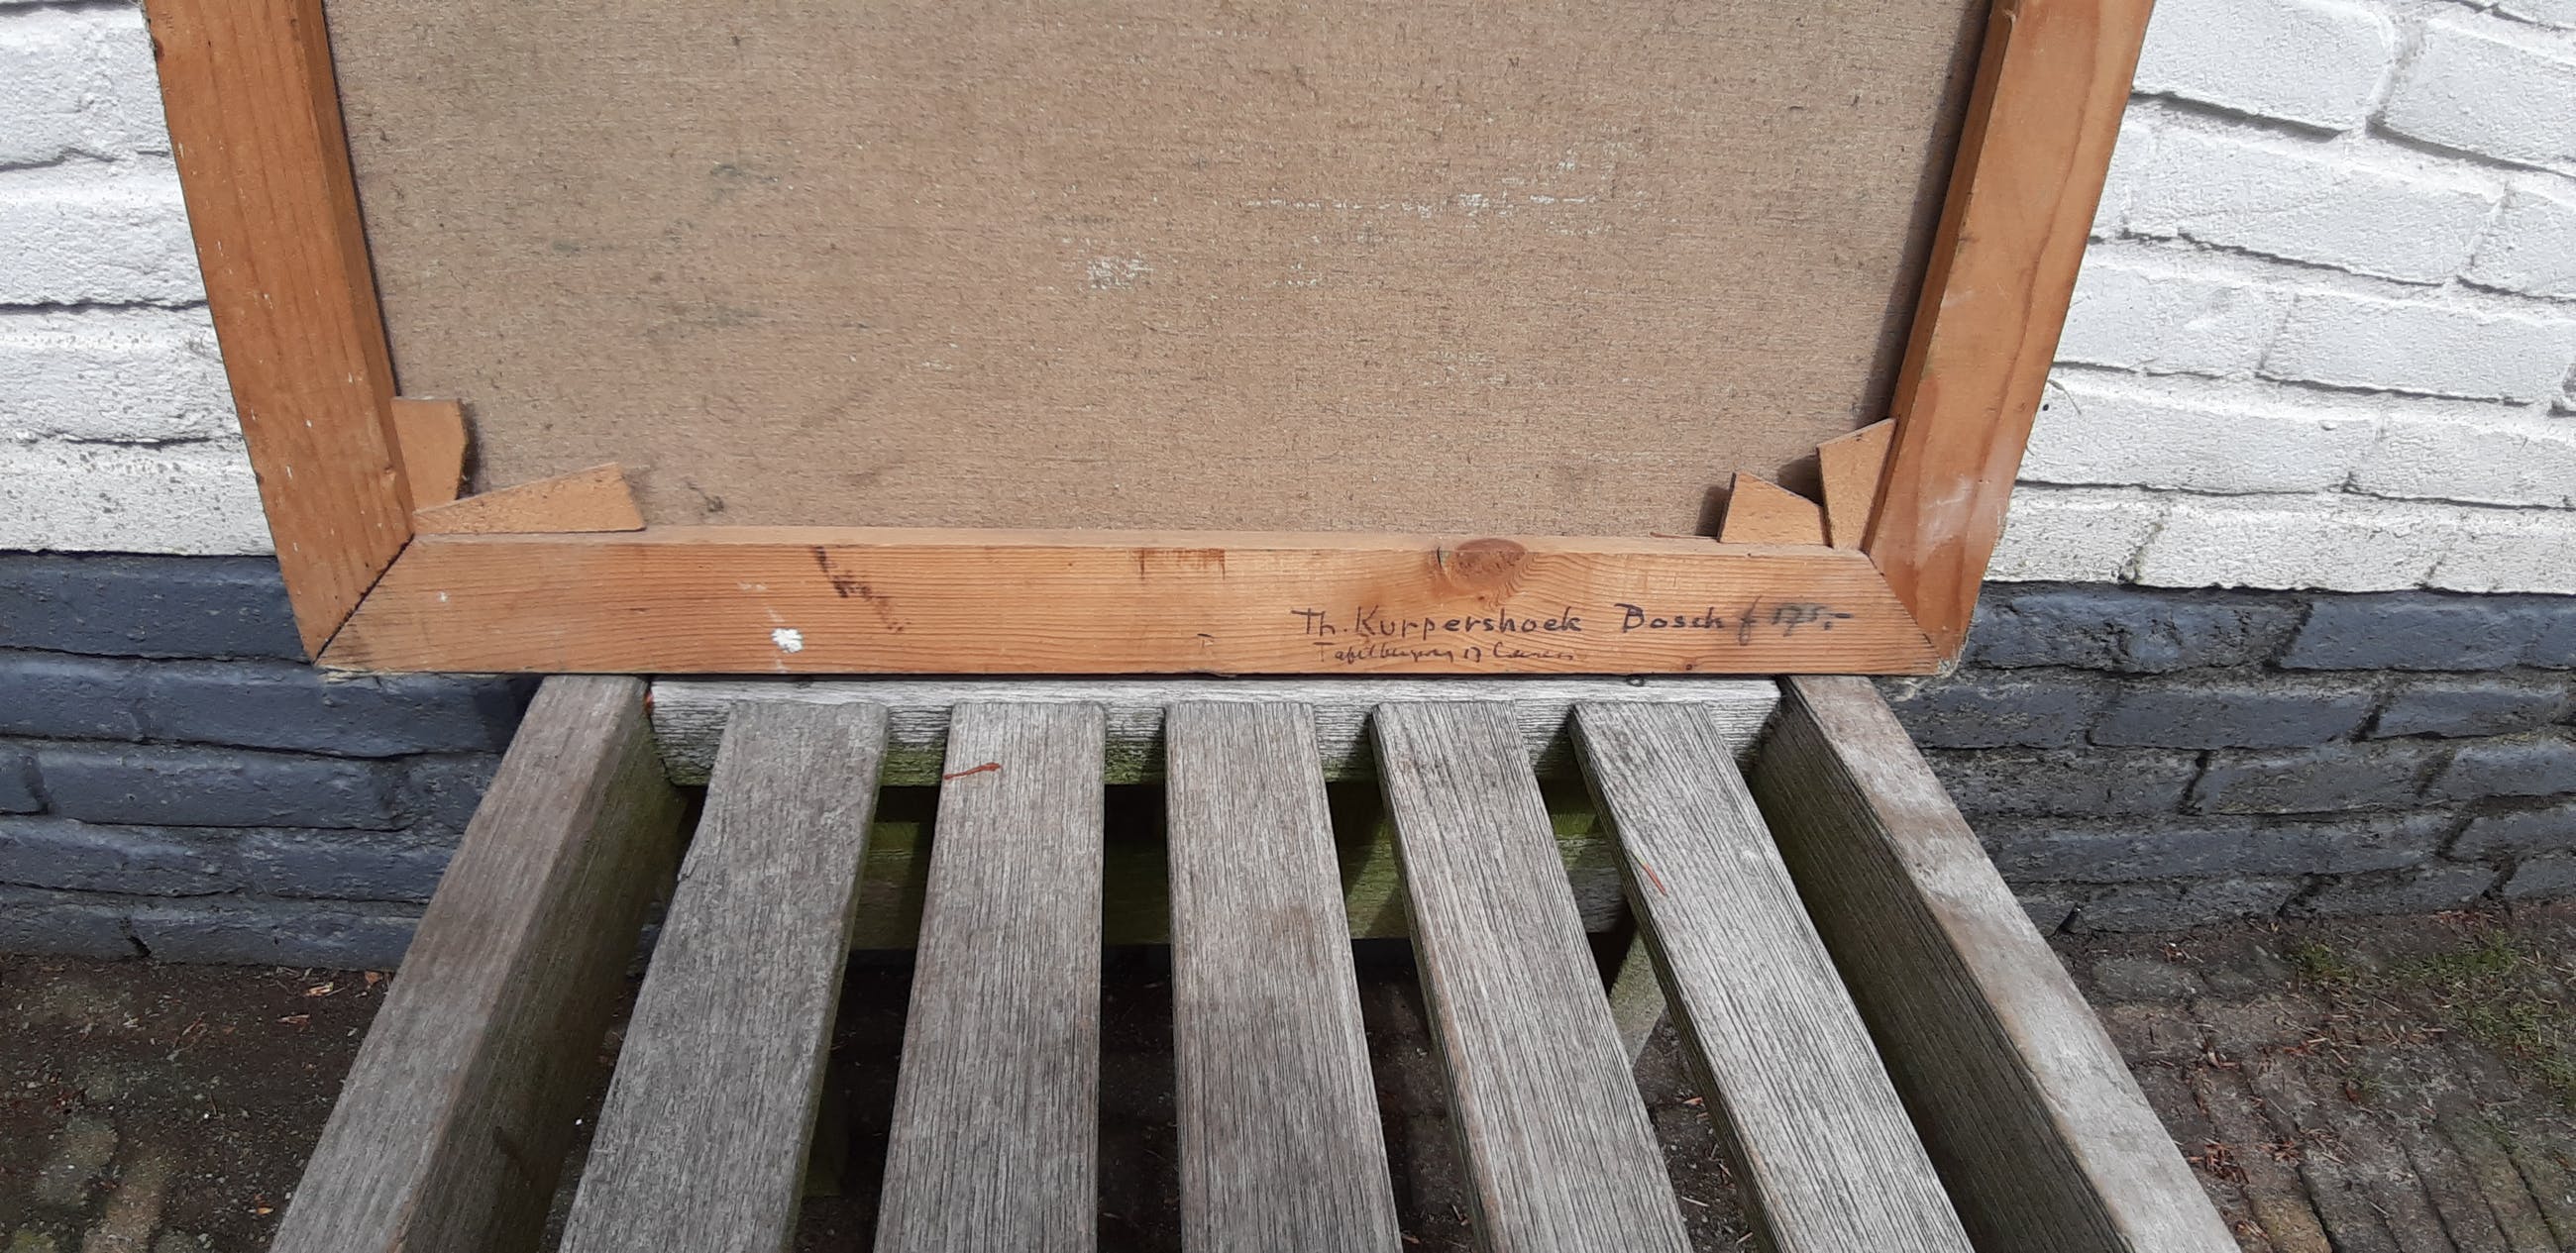 Th. Kurpershoek Bosch f 175,-
Tafelbergweg 17 Laren